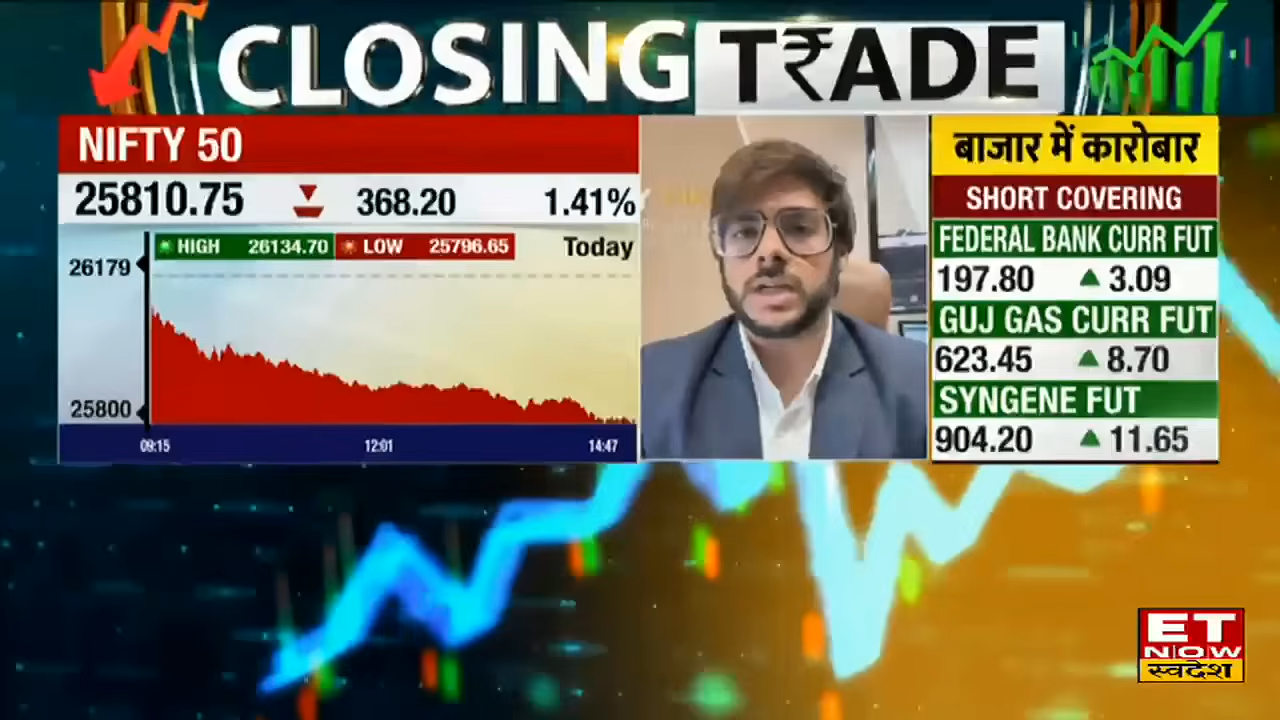 CLOSING TRADE
NIFTY 50
25810.75 368.20 1.41%
HIGH 26134.70 LOW 25796.65 Today
26179
25800
09:15 12:01 14:47
बाजार में कारोबार
SHORT COVERING
FEDERAL BANK CURR FUT
197.80 ▲ 3.09
GUJ GAS CURR FUT
623.45 ▲ 8.70
SYNGENE FUT
904.20 ▲ 11.65
ET
NOW
स्वदेश